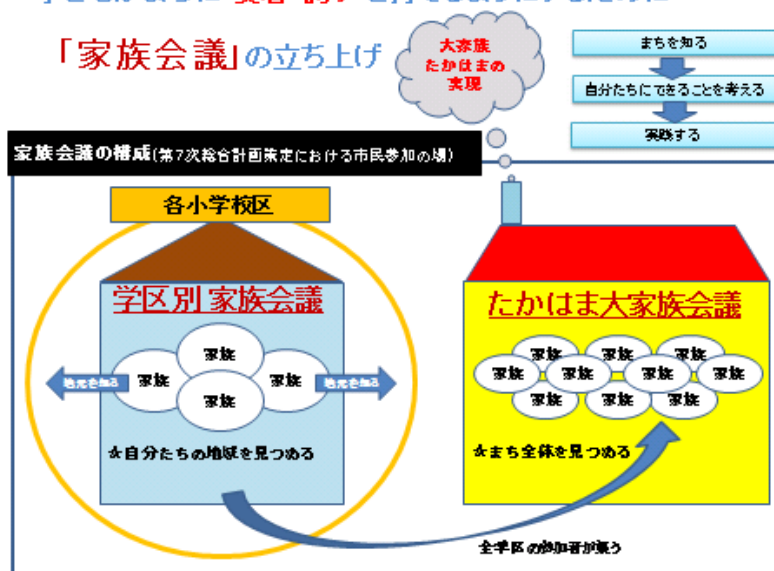 「家族会議」の立ち上げ
大家族
たかはまの
実現
まちを知る
自分たちにできることを考える
実践する
家族会議の構成(第7次総合計画策定における市民参加の場)
各小学校区
学区別 家族会議
家族
家族
家族
家族
地元を知る
地元を知る
★自分たちの地域を見つめる
たかはま大家族会議
家族
家族
家族
家族
家族
家族
家族
家族
家族
家族
★まち全体を見つめる
全学区の参加者が集う